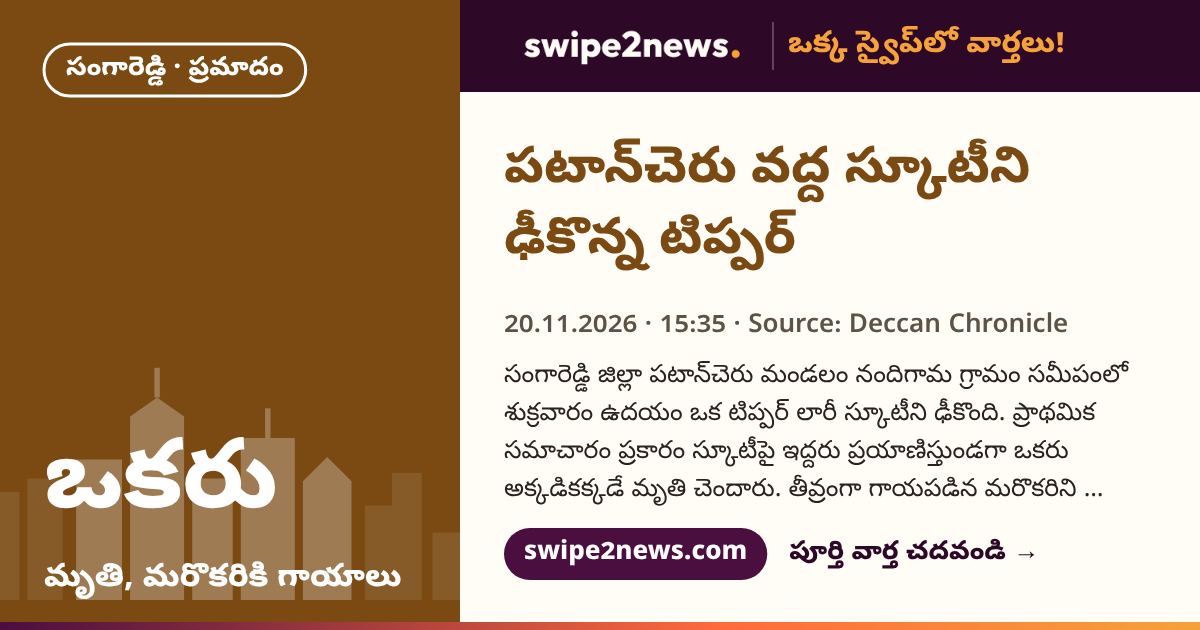 సంగారెడ్డి · ప్రమాదం
ఒకరు
మృతి, మరొకరికి గాయాలు
swipe2news.
ఒక్క స్వైప్‌లో వార్తలు!
పటాన్‌చెరు వద్ద స్కూటీని
ఢీకొన్న టిప్పర్
20.11.2026 · 15:35 · Source: Deccan Chronicle
సంగారెడ్డి జిల్లా పటాన్‌చెరు మండలం నందిగామ గ్రామం సమీపంలో
శుక్రవారం ఉదయం ఒక టిప్పర్ లారీ స్కూటీని ఢీకొంది. ప్రాథమిక
సమాచారం ప్రకారం స్కూటీపై ఇద్దరు ప్రయాణిస్తుండగా ఒకరు
అక్కడికక్కడే మృతి చెందారు. తీవ్రంగా గాయపడిన మరొకరిని ...
swipe2news.com
పూర్తి వార్త చదవండి →